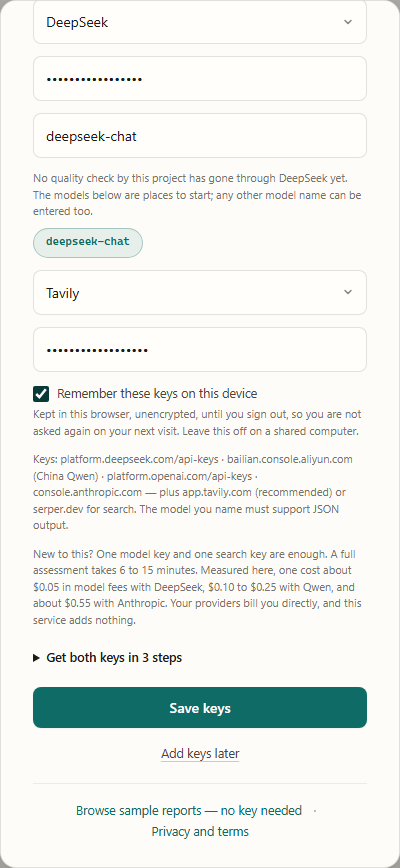 DeepSeek
•••••••••••••••••
deepseek-chat
No quality check by this project has gone through DeepSeek yet.
The models below are places to start; any other model name can be
entered too.
deepseek-chat
Tavily
••••••••••••••••••
Remember these keys on this device
Kept in this browser, unencrypted, until you sign out, so you are not
asked again on your next visit. Leave this off on a shared computer.
Keys: platform.deepseek.com/api-keys · bailian.console.aliyun.com
(China Qwen) · platform.openai.com/api-keys ·
console.anthropic.com — plus app.tavily.com (recommended) or
serper.dev for search. The model you name must support JSON
output.
New to this? One model key and one search key are enough. A full
assessment takes 6 to 15 minutes. Measured here, one cost about
$0.05 in model fees with DeepSeek, $0.10 to $0.25 with Qwen, and
about $0.55 with Anthropic. Your providers bill you directly, and this
service adds nothing.
Get both keys in 3 steps
Save keys
Add keys later
Browse sample reports — no key needed ·
Privacy and terms